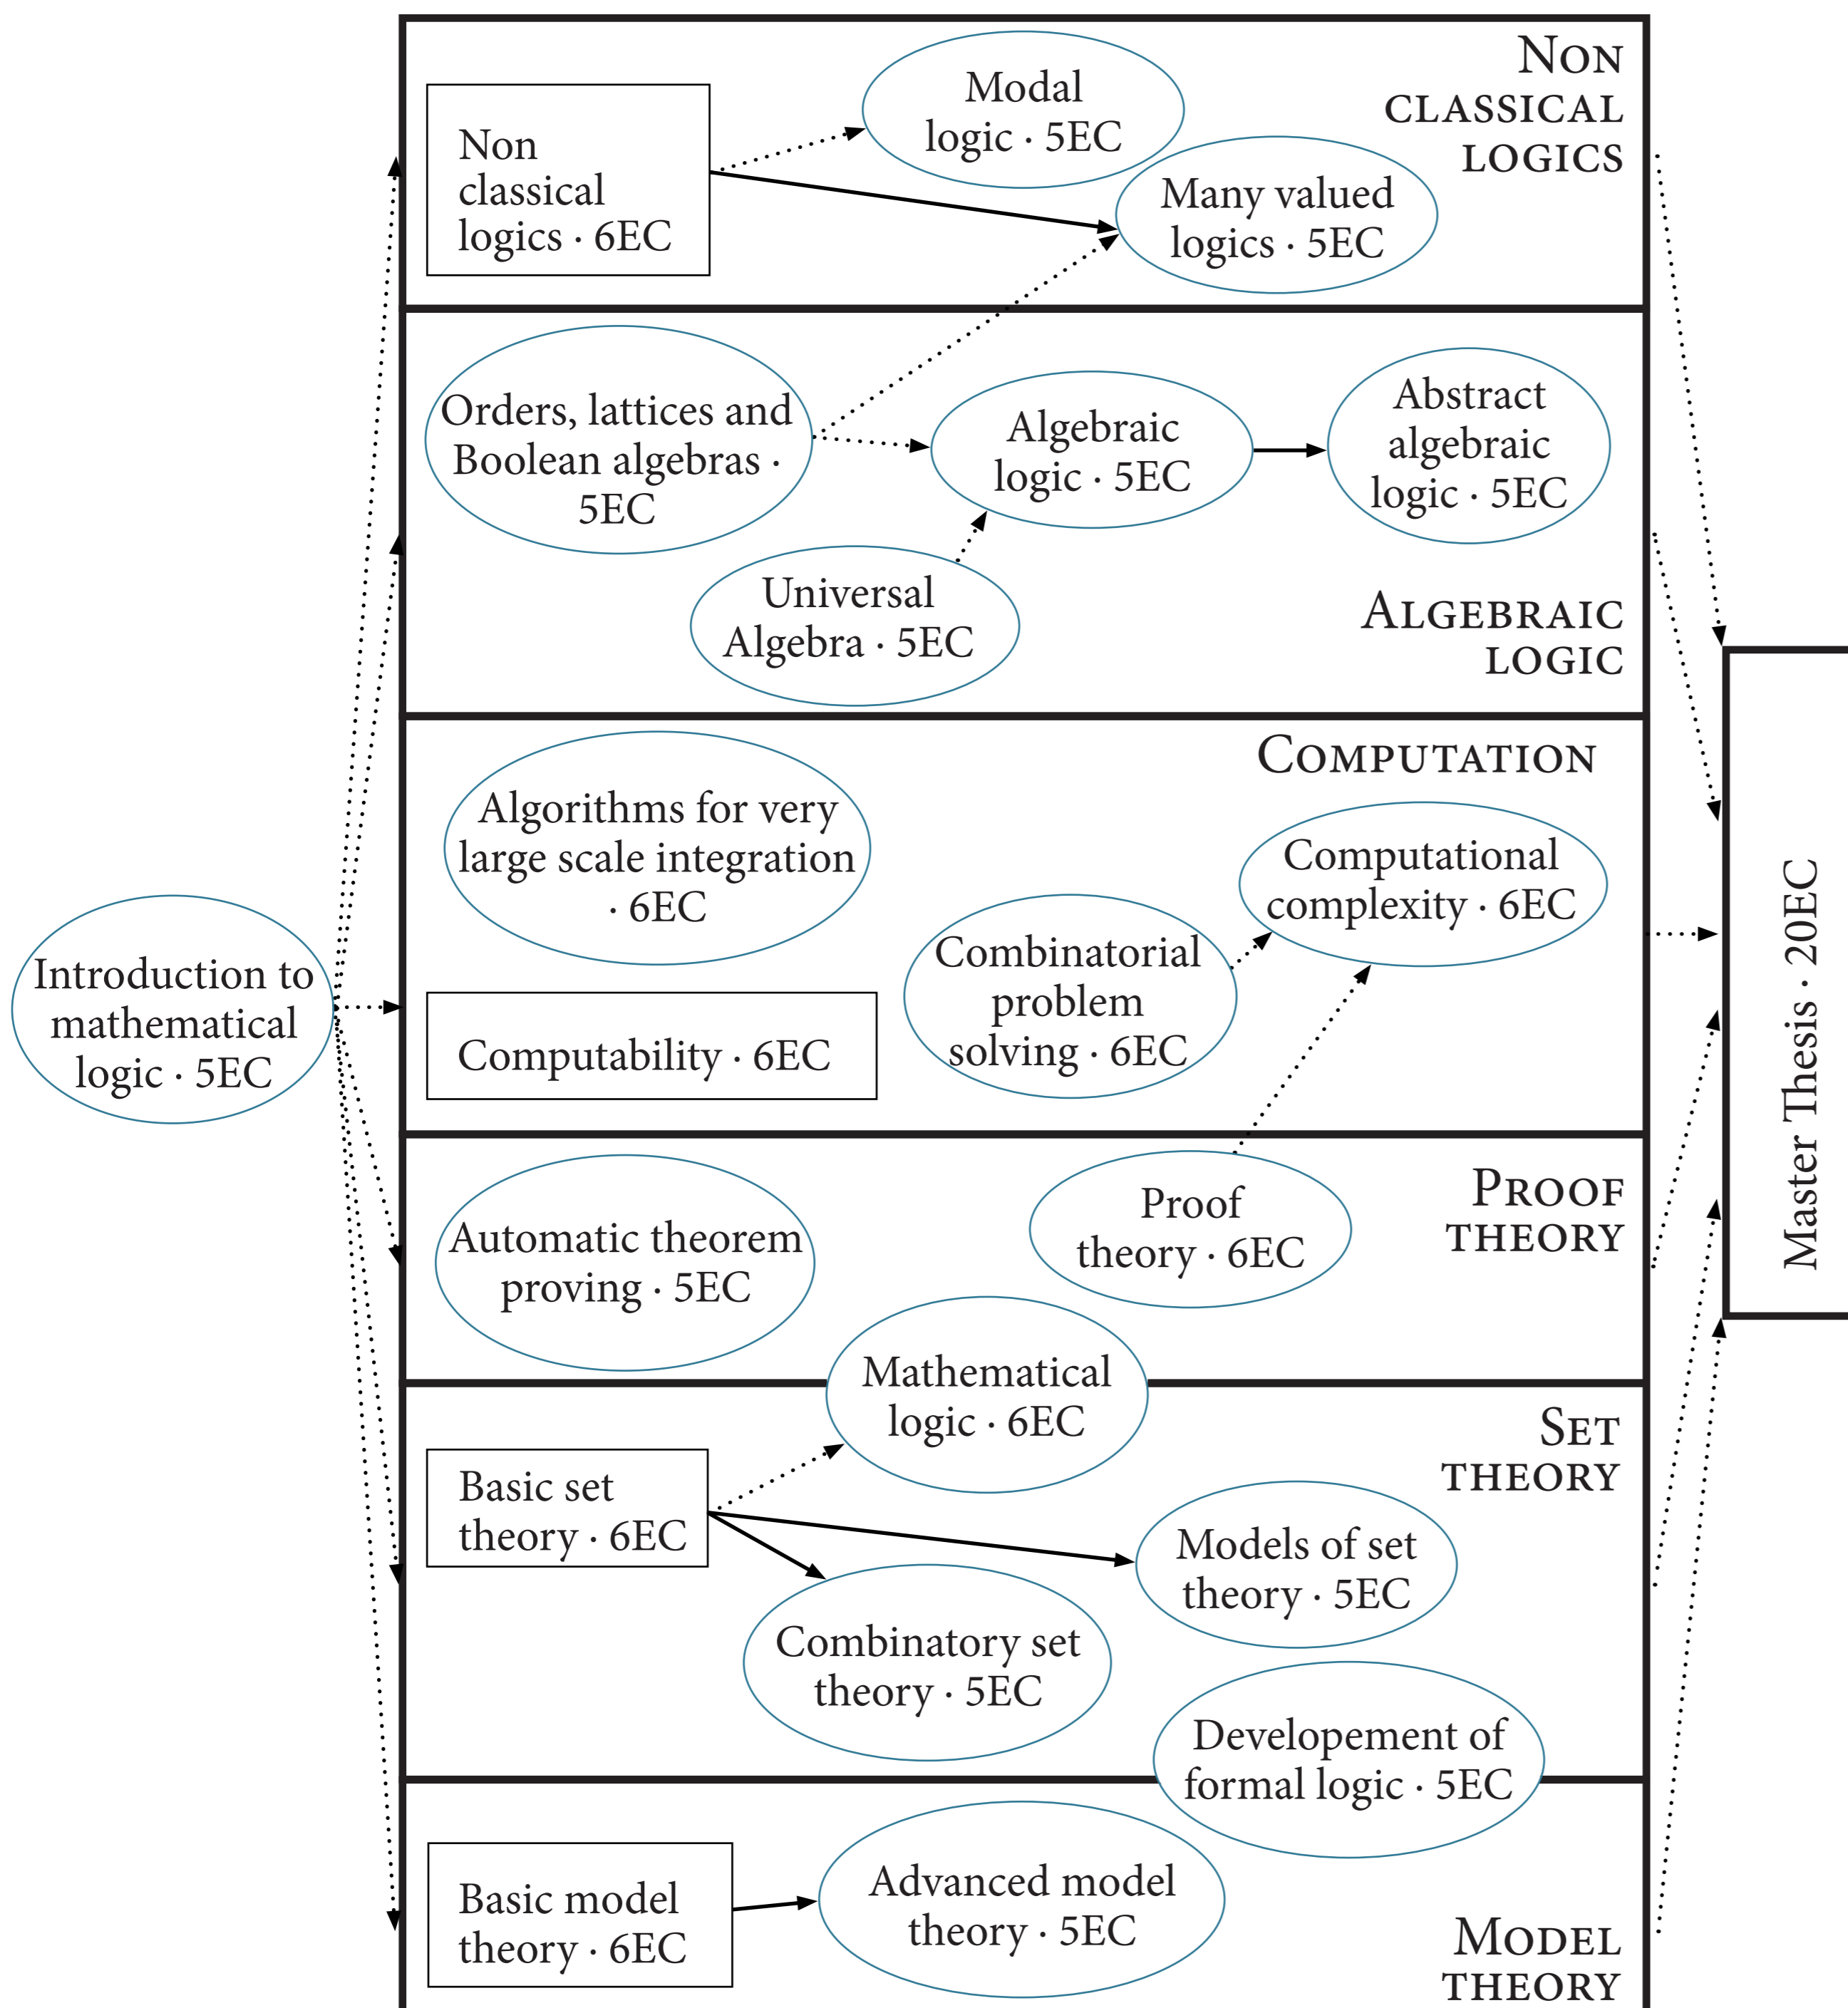 Non
classical
logics · 6EC
Modal
logic · 5EC
Many valued
logics · 5EC
Non
classical
logics
Orders, lattices and
Boolean algebras ·
5EC
Algebraic
logic · 5EC
Abstract
algebraic
logic · 5EC
Universal
Algebra · 5EC
Algebraic
logic
Computation
Algorithms for very
large scale integration
· 6EC
Computational
complexity · 6EC
Combinatorial
problem
solving · 6EC
Computability · 6EC
Introduction to
mathematical
logic · 5EC
Master Thesis · 20EC
Automatic theorem
proving · 5EC
Proof
theory · 6EC
Proof
theory
Mathematical
logic · 6EC
Set
theory
Basic set
theory · 6EC
Models of set
theory · 5EC
Combinatory set
theory · 5EC
Developement of
formal logic · 5EC
Basic model
theory · 6EC
Advanced model
theory · 5EC
Model
theory